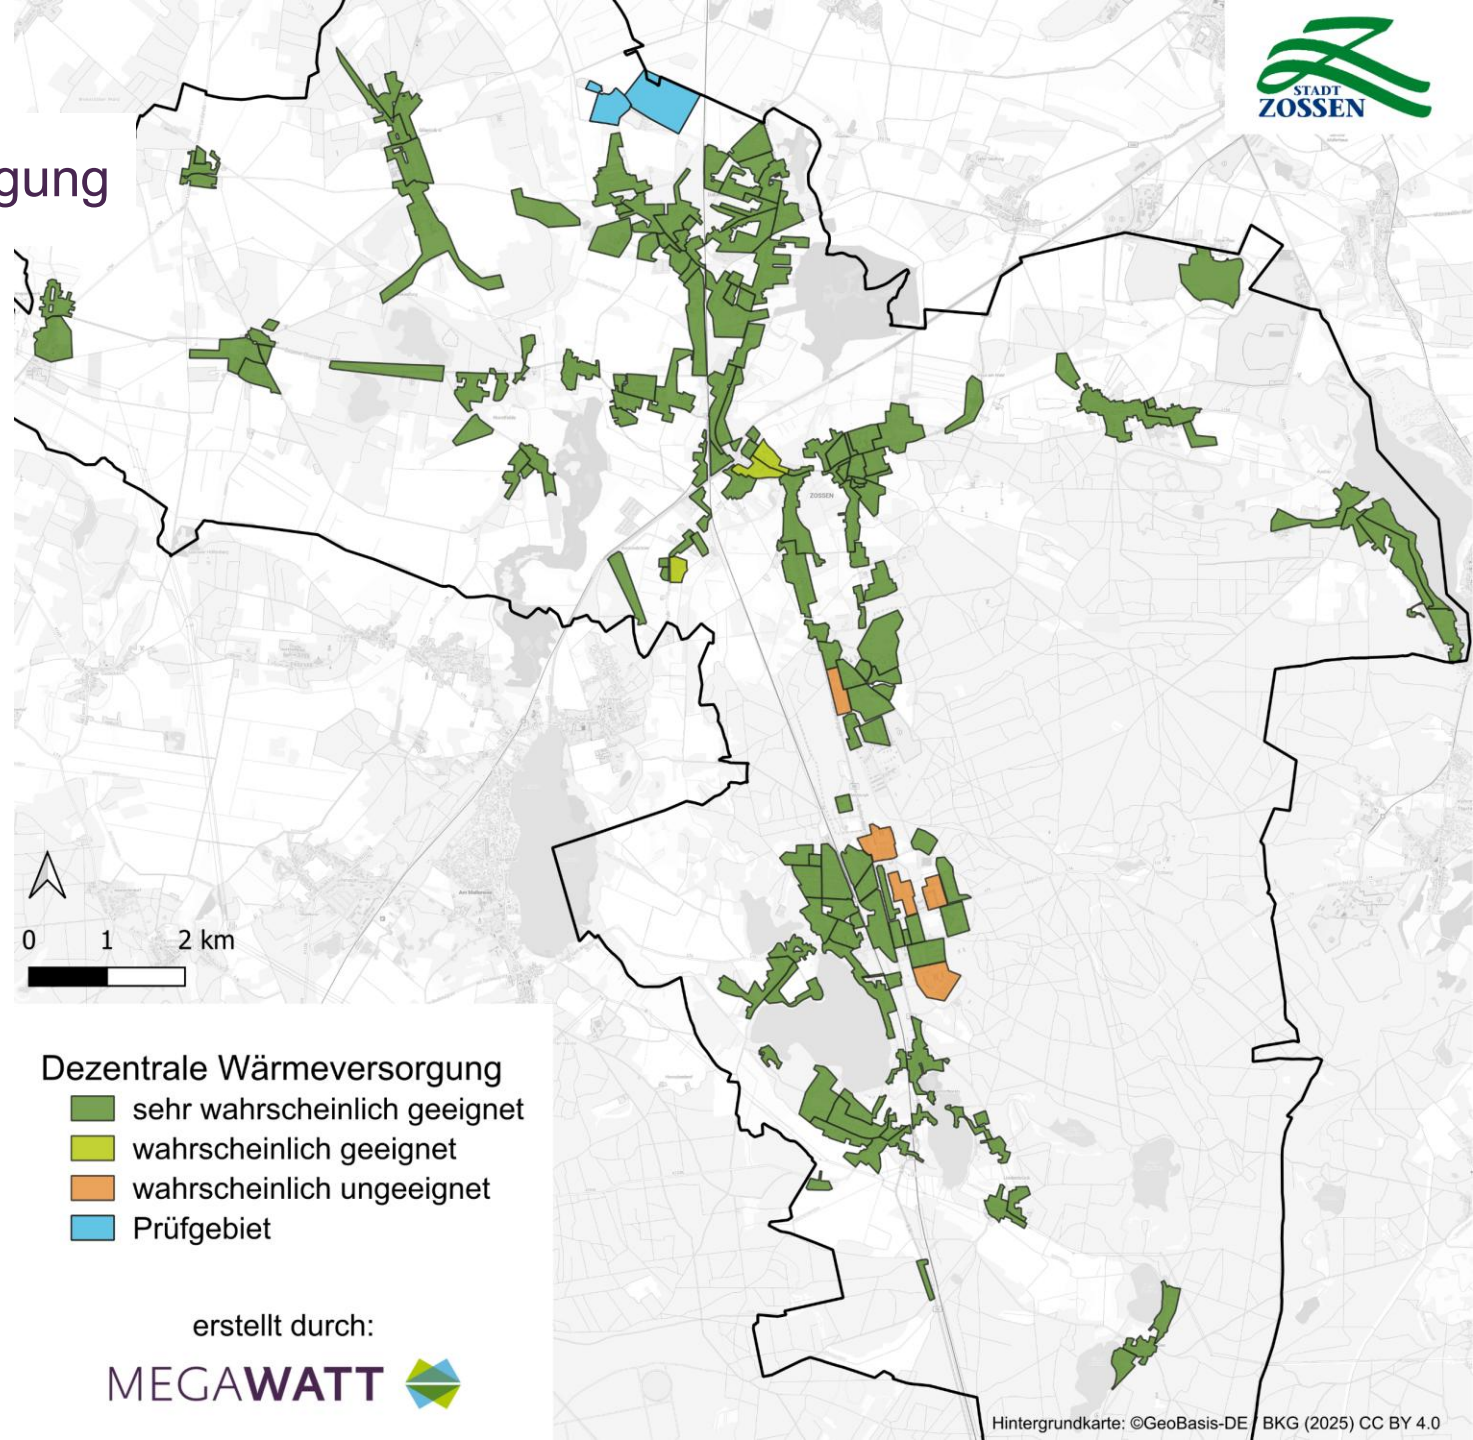 STADT
ZOSSEN
gung
ZOSSEN
0 1 2 km
Dezentrale Wärmeversorgung
sehr wahrscheinlich geeignet
wahrscheinlich geeignet
wahrscheinlich ungeeignet
Prüfgebiet
erstellt durch:
MEGAWATT
Hintergrundkarte: ©GeoBasis-DE / BKG (2025) CC BY 4.0